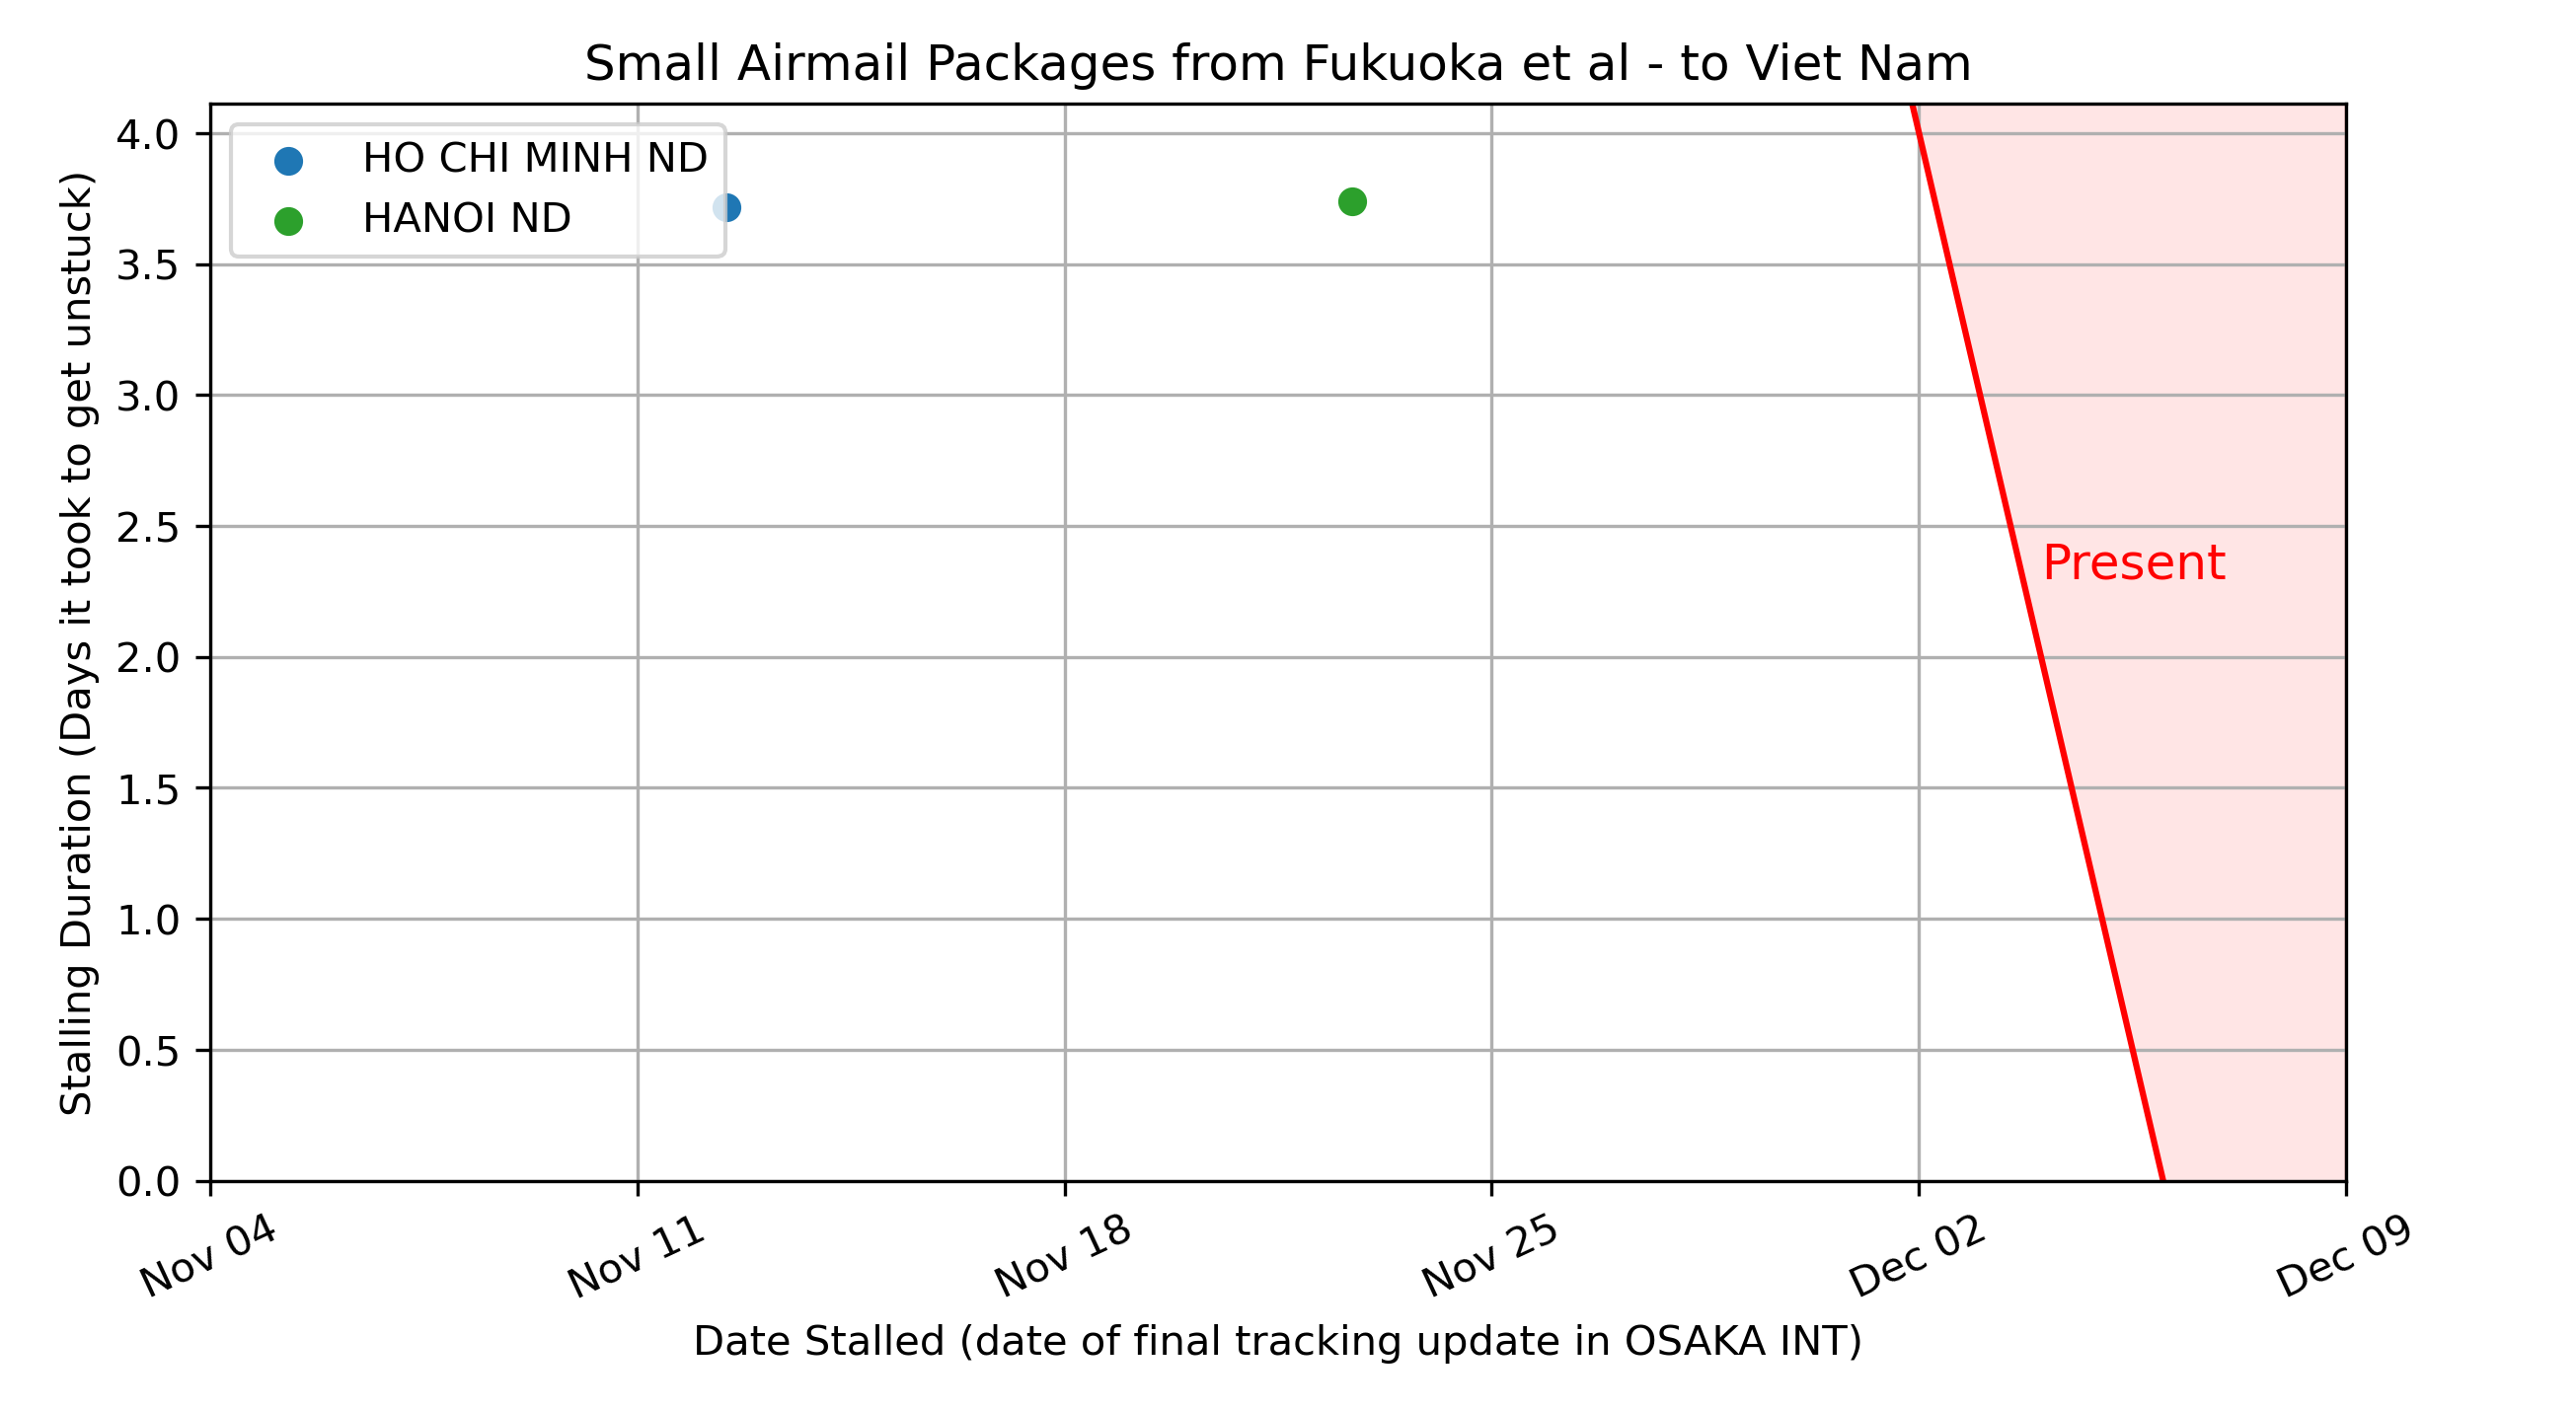 Small Airmail Packages from Fukuoka et al - to Viet Nam
HO CHI MINH ND
HANOI ND
Stalling Duration (Days it took to get unstuck)
4.0
3.5
3.0
2.5
2.0
1.5
1.0
0.5
0.0
Present
Nov 04
Nov 11
Nov 18
Nov 25
Dec 02
Dec 09
Date Stalled (date of final tracking update in OSAKA INT)